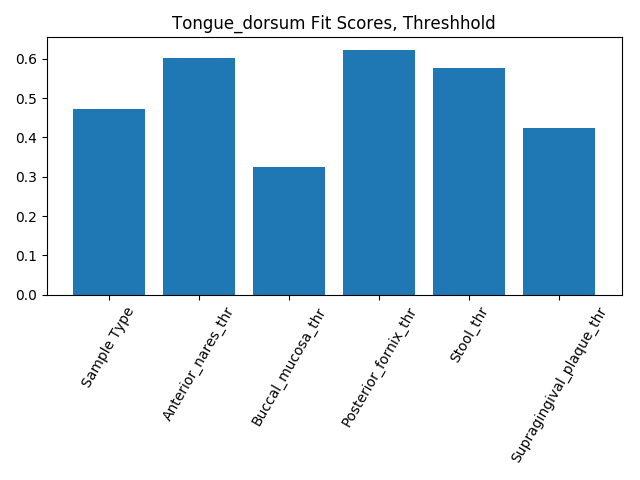 Tongue_dorsum Fit Scores, Threshhold
0.6
0.5
0.4
0.3
0.2
0.1
0.0
Sample Type
Anterior_nares_thr
Buccal_mucosa_thr
Posterior_fornix_thr
Stool_thr
Supragingival_plaque_thr